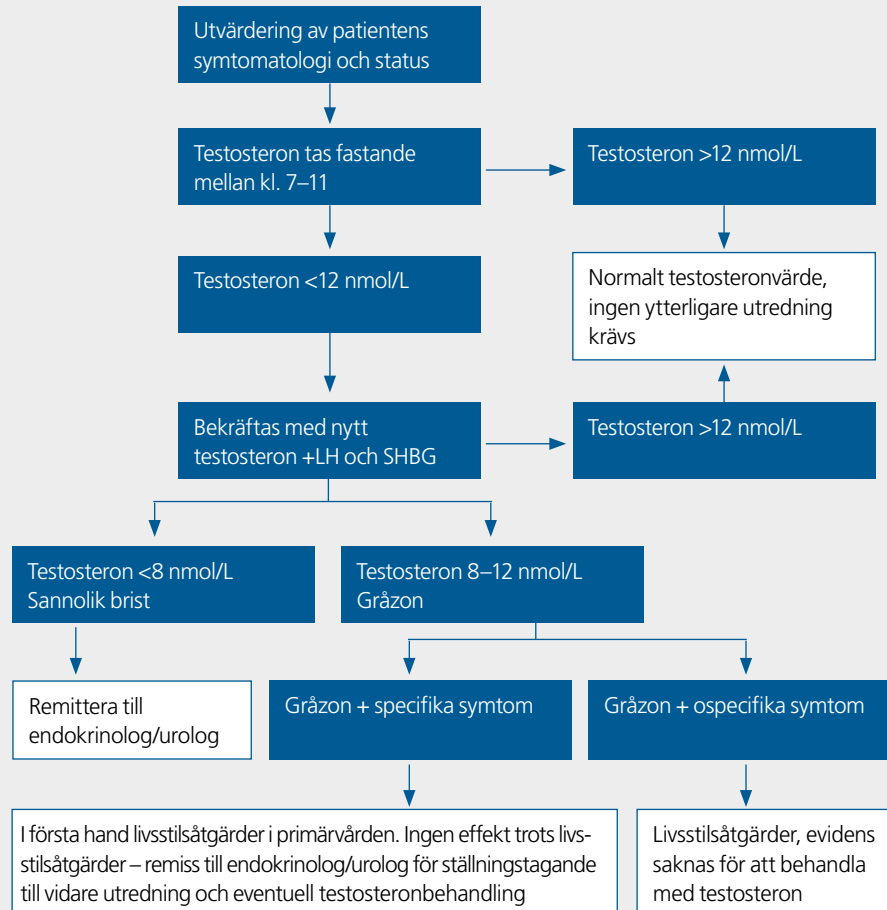 Utvärdering av patientens
symtomatologi och status
Testosteron tas fastande
mellan kl. 7–11
Testosteron >12 nmol/L
Testosteron <12 nmol/L
Normalt testosteronvärde,
ingen ytterligare utredning
krävs
Bekräftas med nytt
testosteron +LH och SHBG
Testosteron >12 nmol/L
Testosteron <8 nmol/L
Sannolik brist
Testosteron 8–12 nmol/L
Gråzon
Remittera till
endokrinolog/urolog
Gråzon + specifika symtom
Gråzon + ospecifika symtom
I första hand livsstilsåtgärder i primärvården. Ingen effekt trots livs-
stilsåtgärder – remiss till endokrinolog/urolog för ställningstagande
till vidare utredning och eventuell testosteronbehandling
Livsstilsåtgärder, evidens
saknas för att behandla
med testosteron